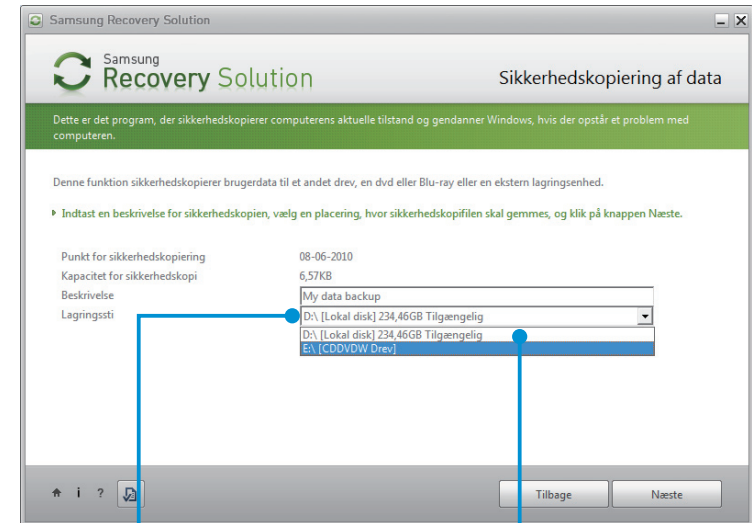 Samsung Recovery Solution
Samsung
Recovery Solution
Sikkerhedskopiering af data
Dette er det program, der sikkerhedskopierer computerens aktuelle tilstand og gendanner Windows, hvis der opstår et problem med
computeren.
Denne funktion sikkerhedskopierer brugerdata til et andet drev, en dvd eller Blu-ray eller en ekstern lagringsenhed.
Indtast en beskrivelse for sikkerhedskopien, vælg en placering, hvor sikkerhedskopifilen skal gemmes, og klik på knappen Næste.
Punkt for sikkerhedskopiering 08-06-2010
Kapacitet for sikkerhedskopi 6,57KB
Beskrivelse My data backup
Lagringssti D:\ [Lokal disk] 234,46GB Tilgængelig
D:\ [Lokal disk] 234,46GB Tilgængelig
E:\ [CDDVDW Drev]
i ? Tilbage Næste